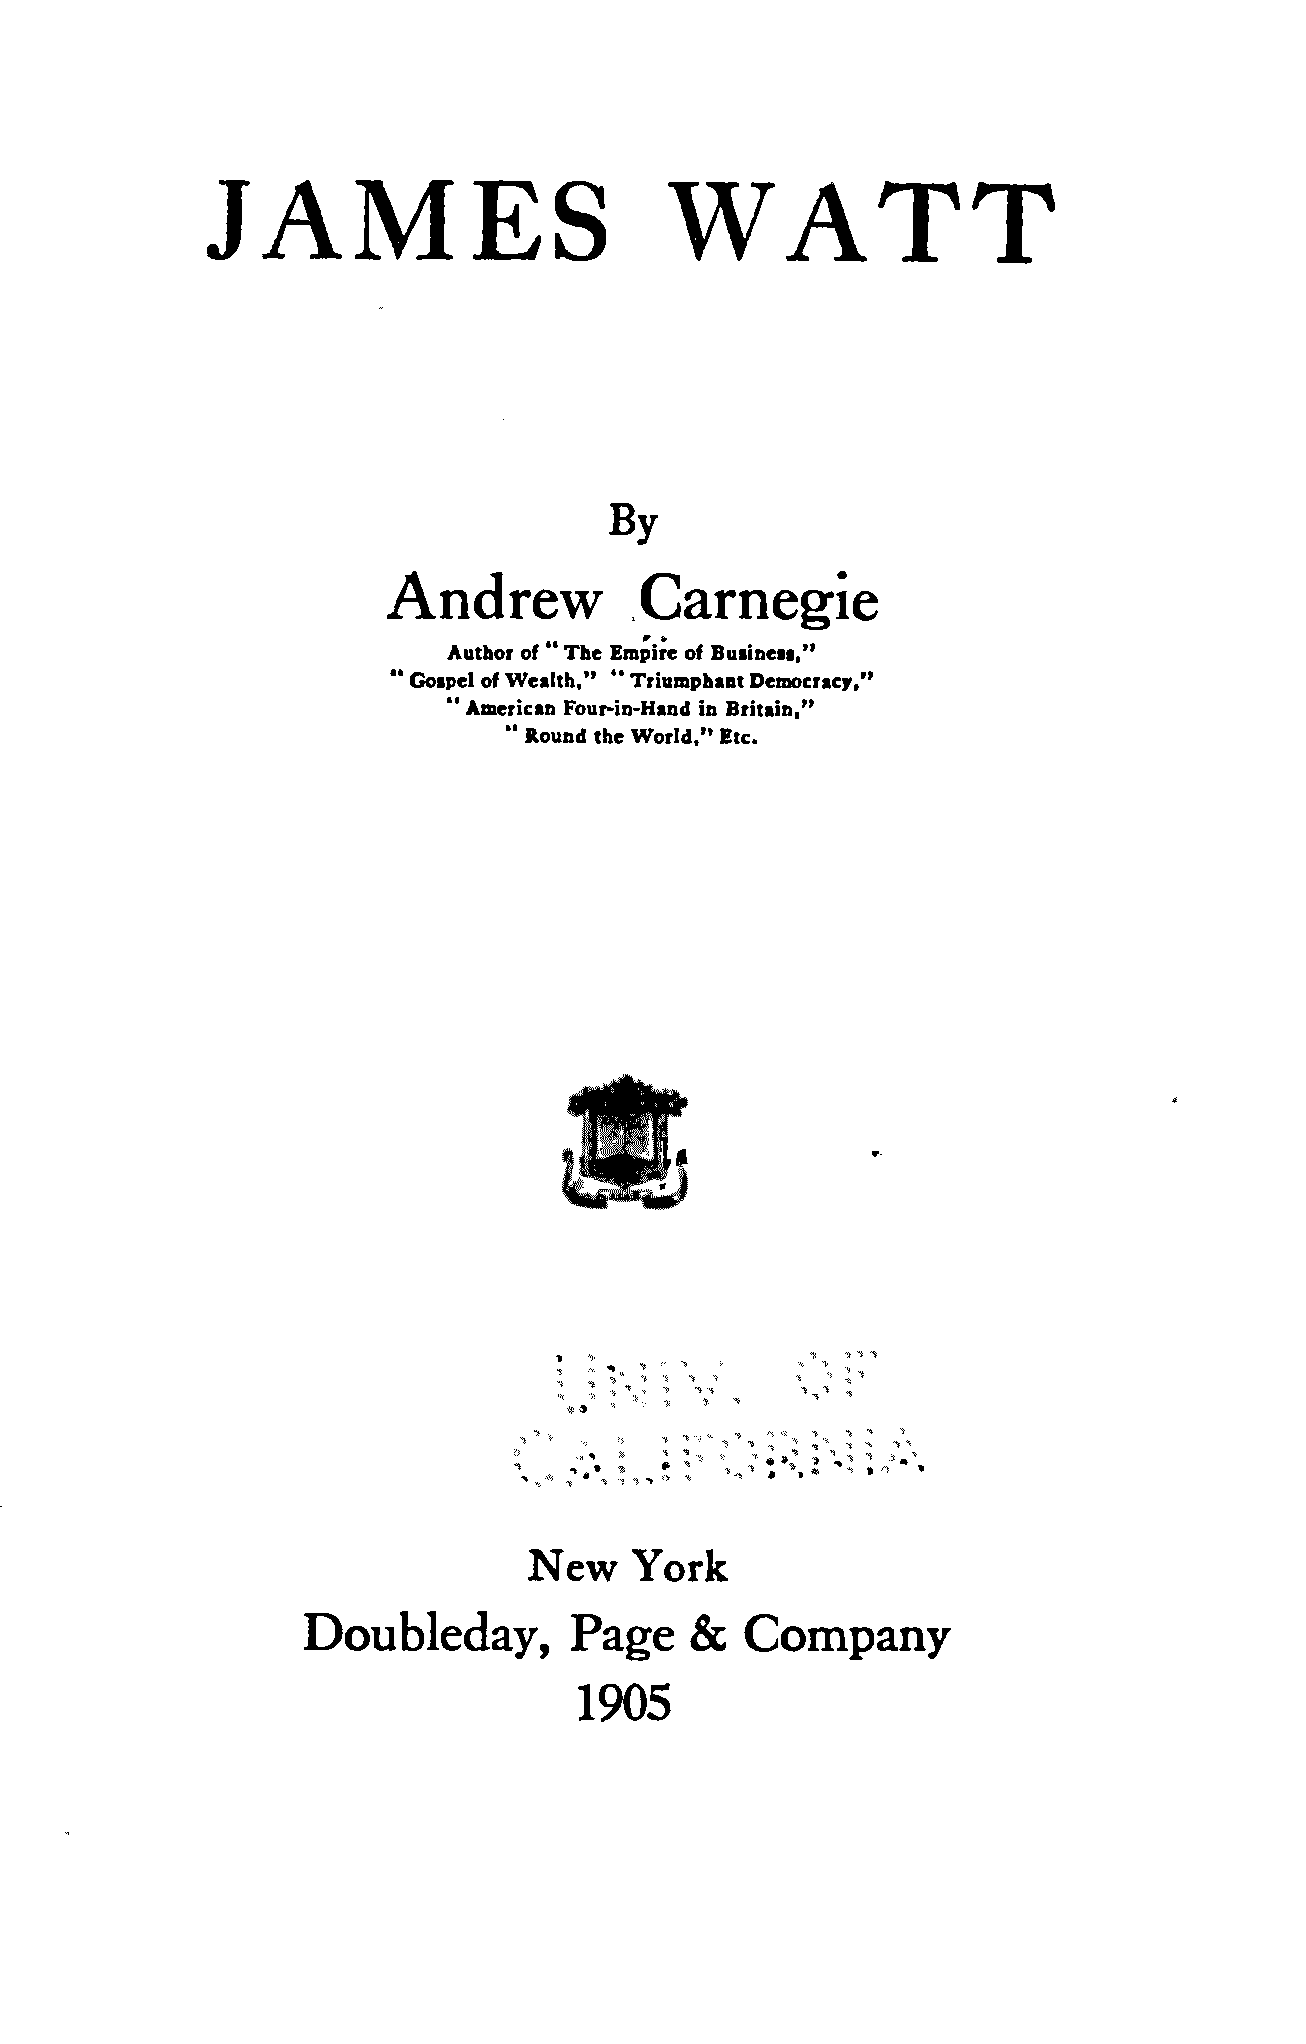 JAMES WATT
By
Andrew Carnegie
Author of "The Empire of Business,"
"Gospel of Wealth," "Triumphant Democracy,"
"American Four-in-Hand in Britain,"
"Round the World," Etc.
UNIV. OF
CALIFORNIA
New York
Doubleday, Page & Company
1905